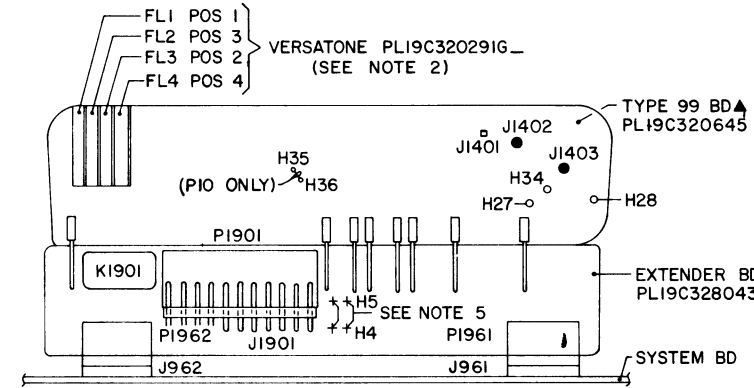 FL1 POS 1
FL2 POS 3
FL3 POS 2
FL4 POS 4
VERSATONE PL19C320291G_
(SEE NOTE 2)
TYPE 99 BD▲
PL19C320645
J1401
J1402
J1403
H35
(P10 ONLY)
H36
H34
H27
H28
P1901
K1901
EXTENDER BD
PL19C328043
H5
SEE NOTE 5
H4
P1962
J1901
P1961
J962
J961
SYSTEM BD